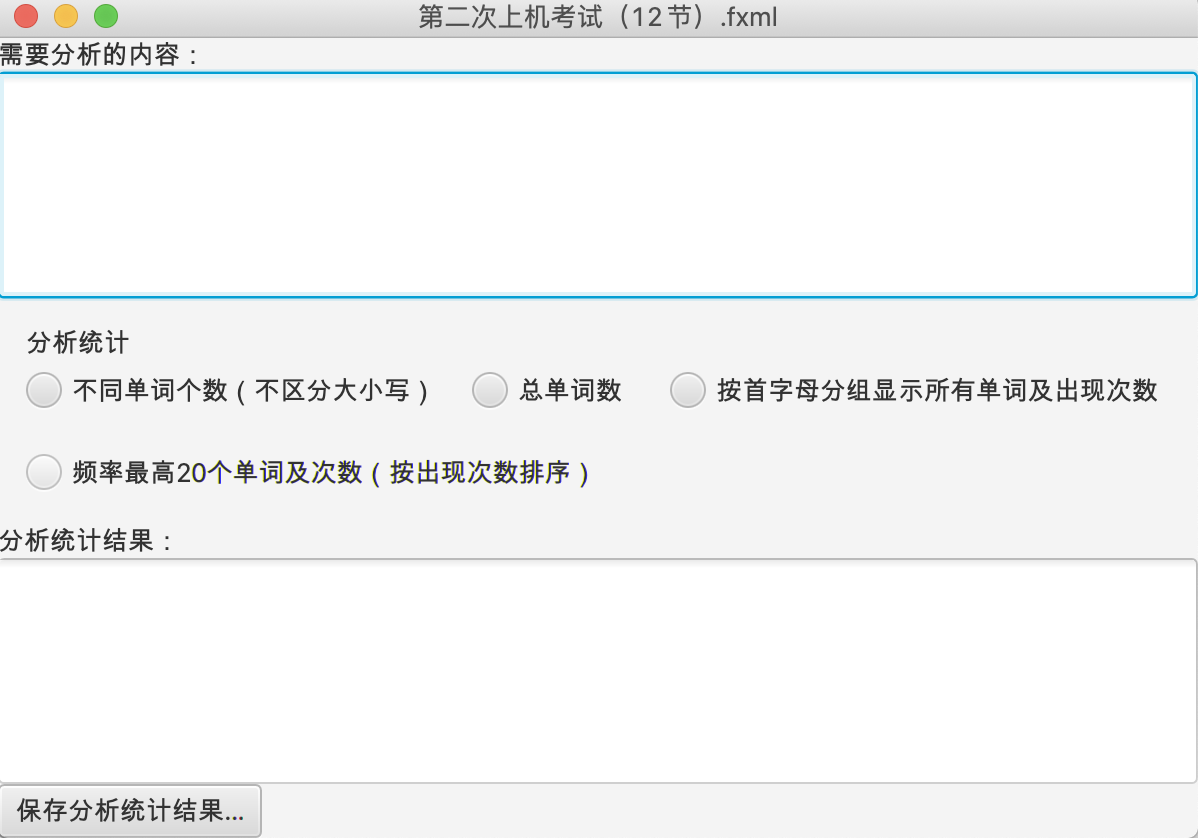 第二次上机考试（12节）.fxml
需要分析的内容：
分析统计
不同单词个数（不区分大小写） 总单词数 按首字母分组显示所有单词及出现次数
频率最高20个单词及次数（按出现次数排序）
分析统计结果：
保存分析统计结果...